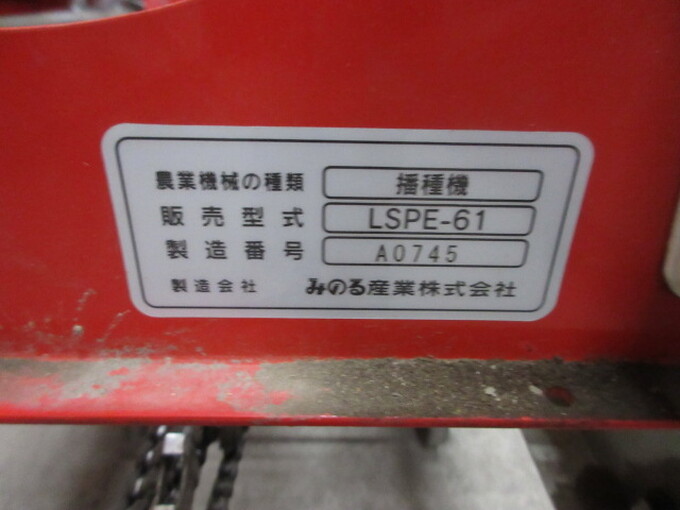 農業機械の種類 播種機
販売型式 LSPE-61
製造番号 A0745
製造会社 みのる産業株式会社